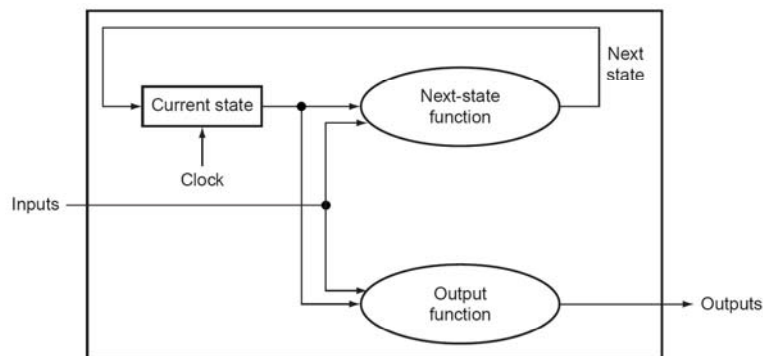 Next
state
Current state
Next-state
function
Clock
Inputs
Output
function
Outputs